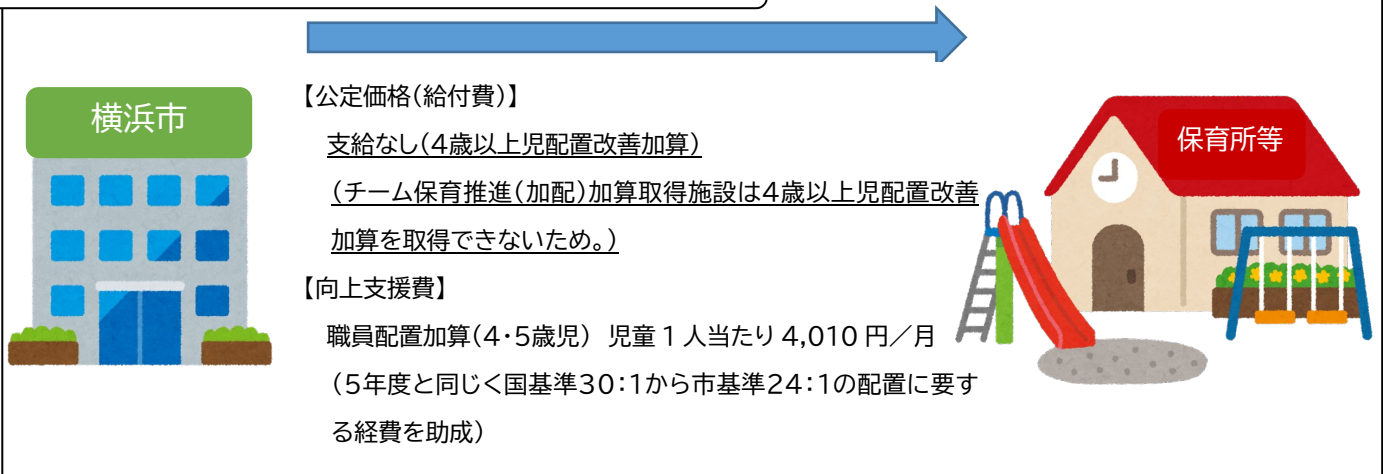 横浜市
【公定価格(給付費)】
支給なし(4歳以上児配置改善加算)
(チーム保育推進(加配)加算取得施設は4歳以上児配置改善
加算を取得できないため。)
【向上支援費】
職員配置加算(4・5歳児) 児童1人当たり 4,010 円/月
(5年度と同じく国基準30:1から市基準24:1の配置に要す
る経費を助成)
保育所等